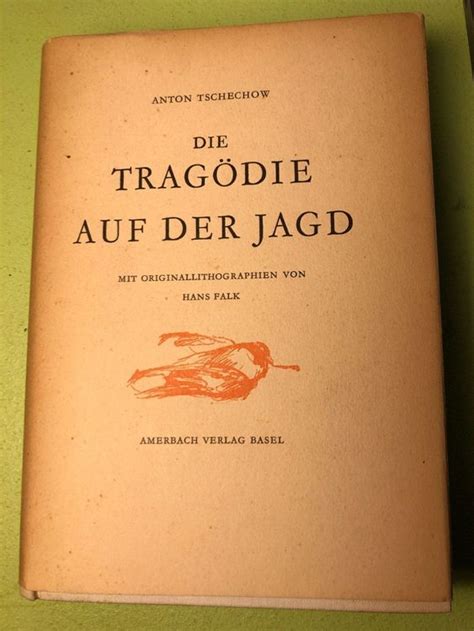 ANTON TSCHECHOW
DIE
TRAGÖDIE
AUF DER JAGD
MIT ORIGINALLITHOGRAPHIEN VON
HANS FALK
AMERBACH VERLAG BASEL